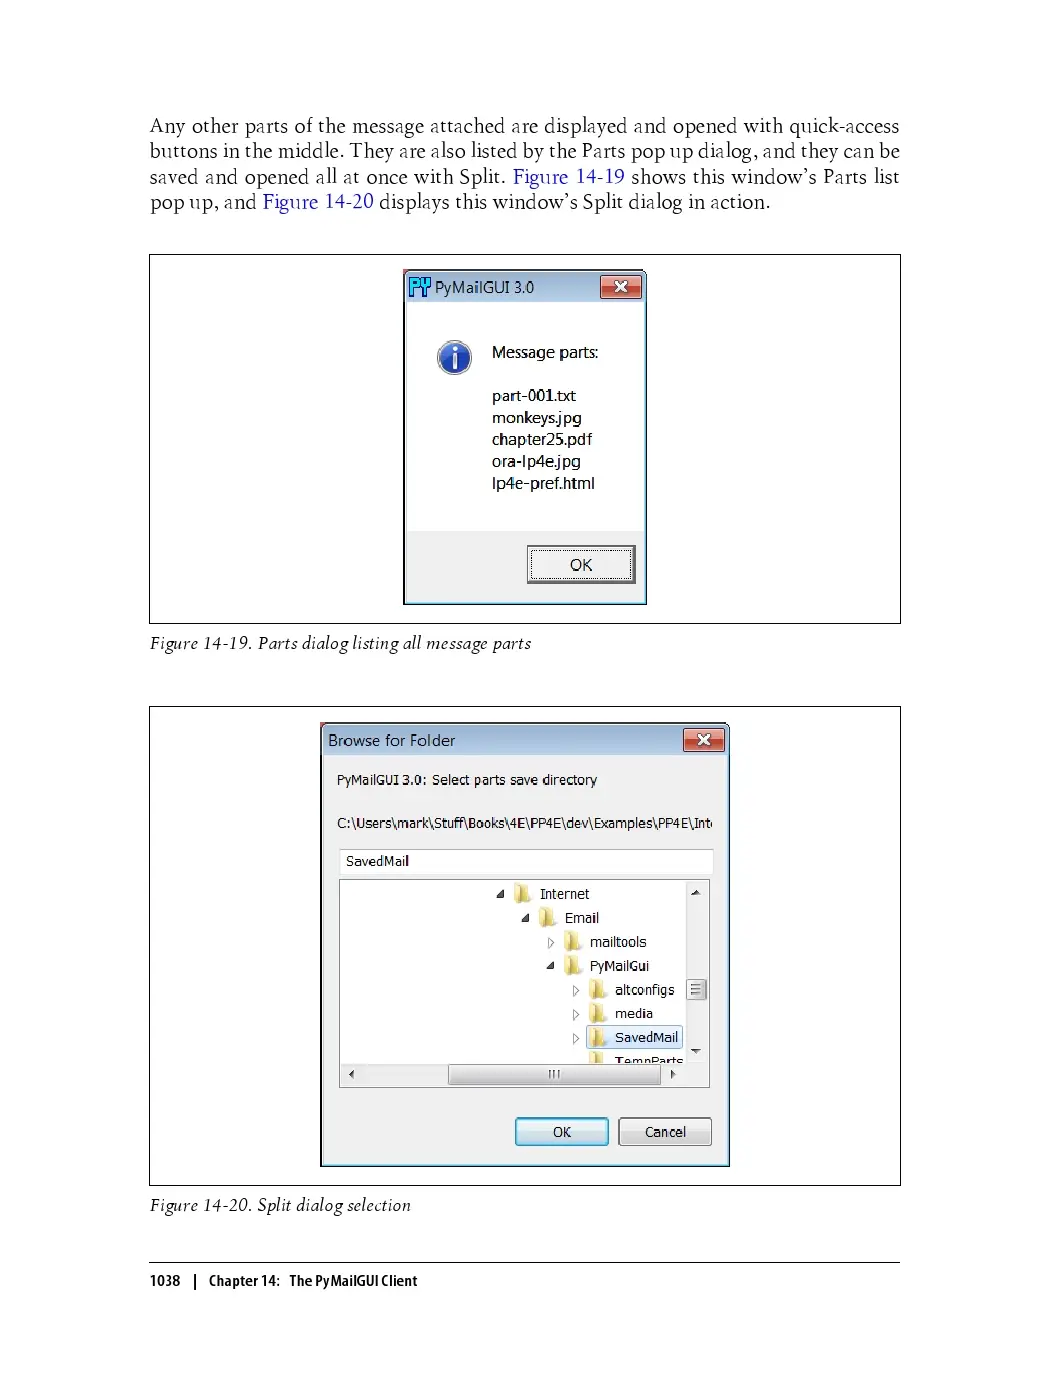 Any other parts of the message attached are displayed and opened with quick-access
buttons in the middle. They are also listed by the Parts pop up dialog, and they can be
saved and opened all at once with Split. Figure 14-19 shows this window’s Parts list
pop up, and Figure 14-20 displays this window’s Split dialog in action.
PY PyMailGUI 3.0
Message parts:
part-001.txt
monkeys.jpg
chapter25.pdf
ora-lp4e.jpg
lp4e-pref.html
OK
Figure 14-19. Parts dialog listing all message parts
Browse for Folder
PyMailGUI 3.0: Select parts save directory
C:\Users\mark\Stuff\Books\4E\PP4E\dev\Examples\PP4E\Inte
SavedMail
Internet
Email
mailtools
PyMailGui
altconfigs
media
SavedMail
TempParts
OK Cancel
Figure 14-20. Split dialog selection
1038 | Chapter 14: The PyMailGUI Client